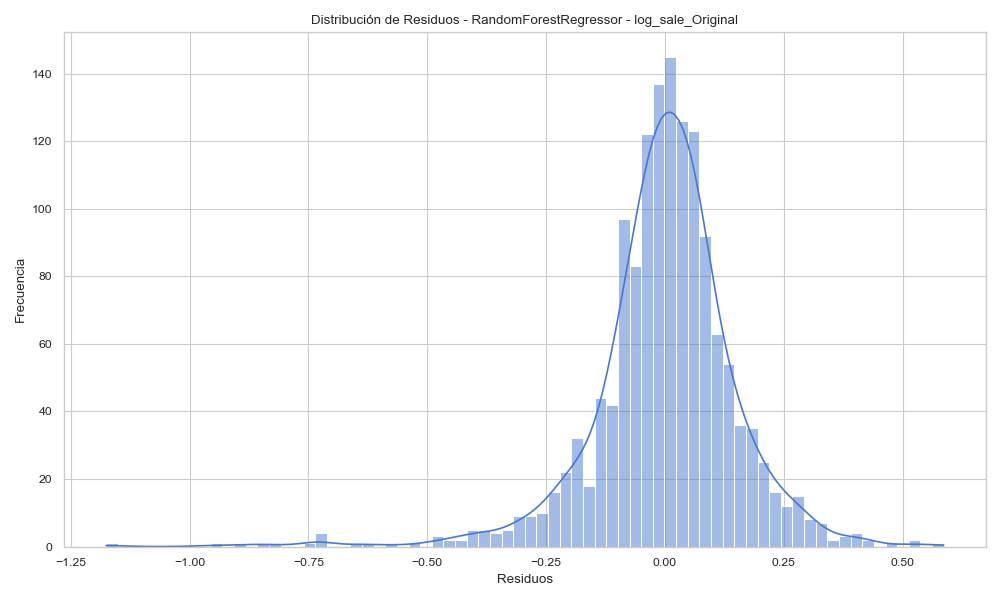 Distribución de Residuos - RandomForestRegressor - log_sale_Original
Frecuencia
140
120
100
80
60
40
20
0
−1.25 −1.00 −0.75 −0.50 −0.25 0.00 0.25 0.50
Residuos